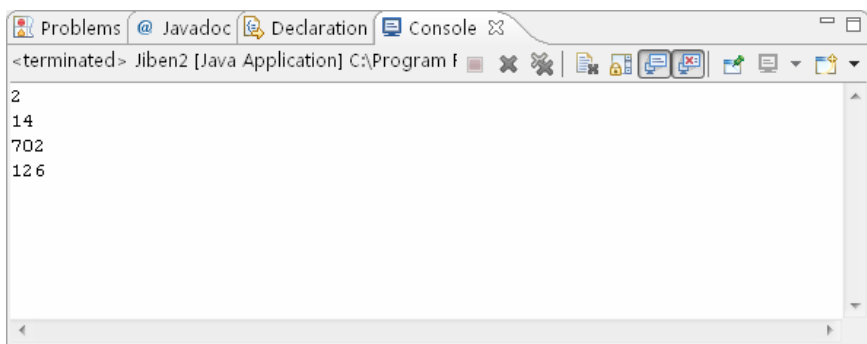 Problems @ Javadoc Declaration Console
<terminated> Jiben2 [Java Application] C:\Program F
2
14
702
126